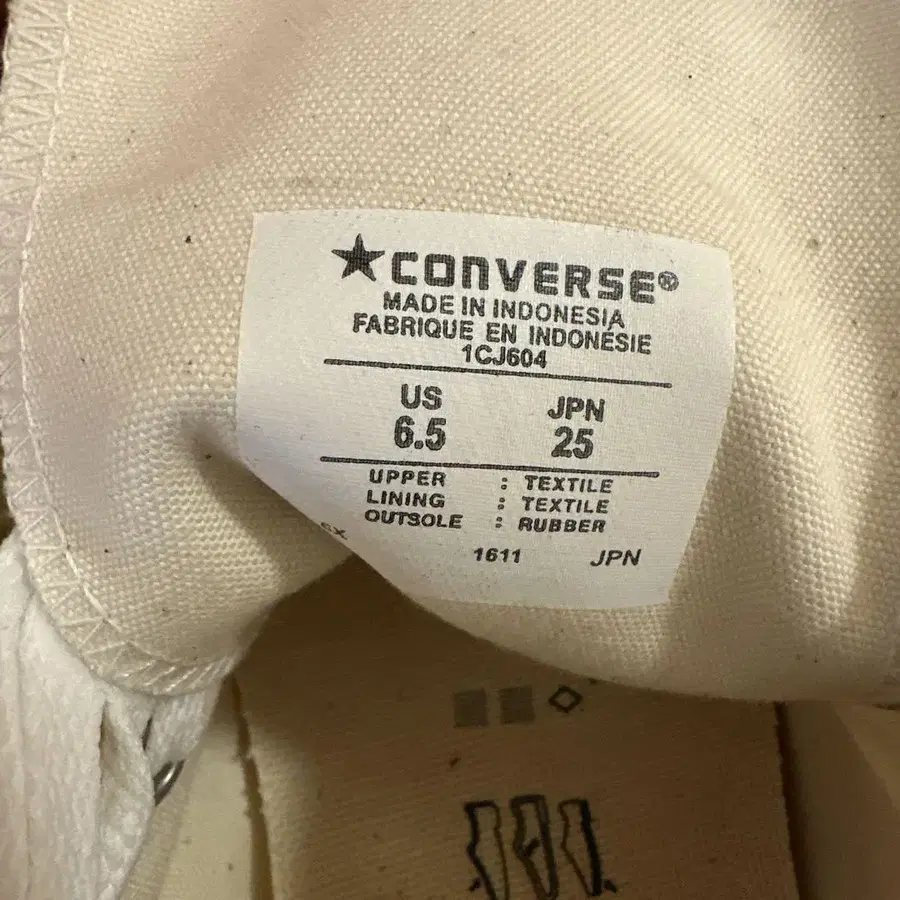 CONVERSE®
MADE IN INDONESIA
FABRIQUE EN INDONÉSIE
1CJ604
US JPN
6.5 25
UPPER : TEXTILE
LINING : TEXTILE
OUTSOLE : RUBBER
1611 JPN